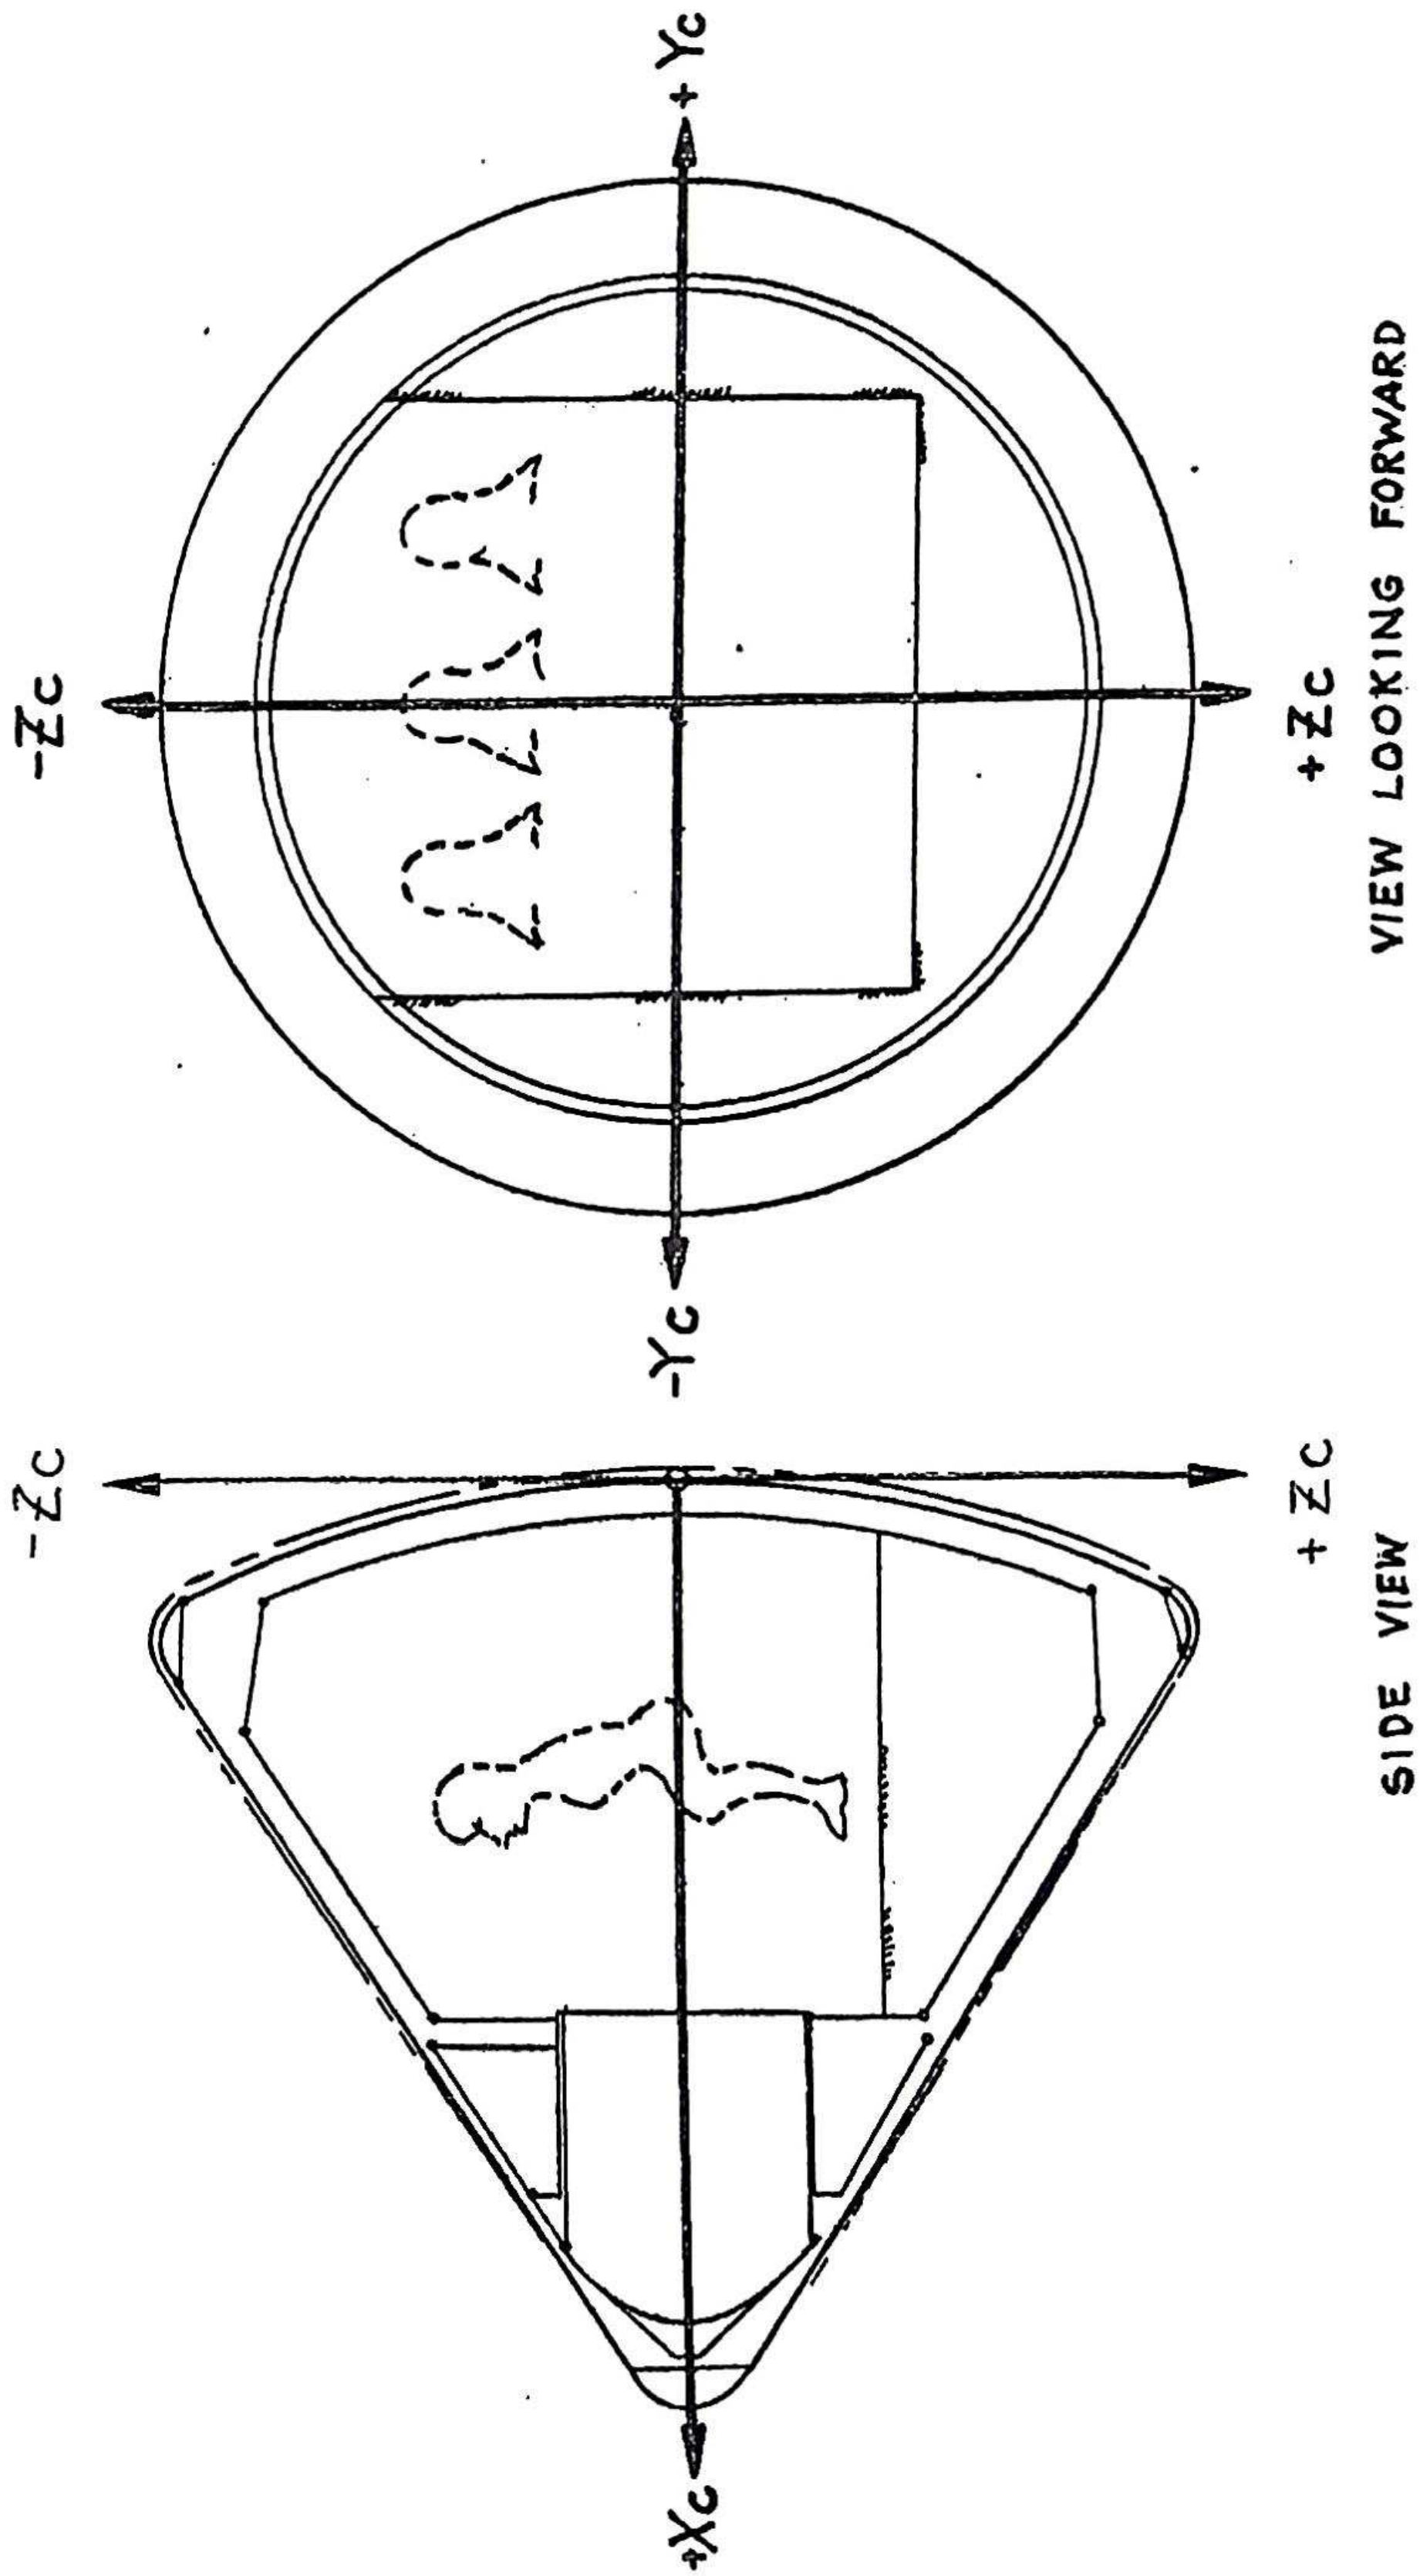 -Zc
-Zc
+Xc
-Yc
+Yc
+Zc
+Zc
SIDE VIEW
VIEW LOOKING FORWARD